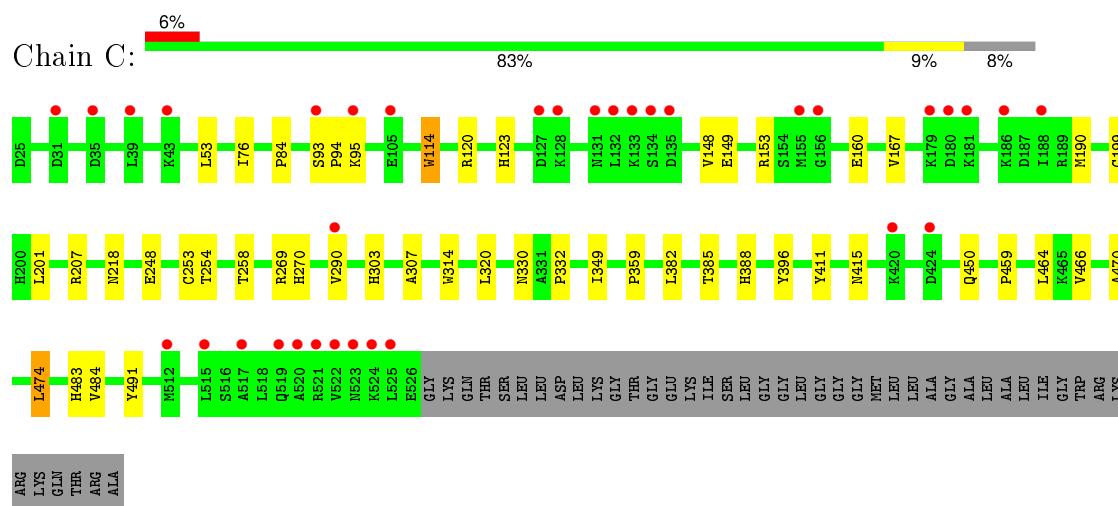 6%
Chain C:
83% 9% 8%
D25 D31 D35 L39 K43 L53 I76 P84 S93 P94 K95 E105 W114 R120 H123 D127 K128 N131 L132 K133 S134 D135 V148 E149 R153 S154 M155 G156 E160 V167 K179 D180 K181 K186 D187 I188 R189 M190
H200 L201 R207 N218 E248 C253 T254 T258 R269 H270 V290 H303 A307 W314 L320 N330 A331 P332 I349 P359 L382 T385 H388 Y396 Y411 N415 K420 D424 Q450 P459 L464 K465 V466 A470
L474 H483 V484 Y491 M512 L515 S516 A517 L518 Q519 A520 R521 V522 N523 K524 L525 E526 GLY LYS GLN THR SER LEU LEU ASP LEU LYS GLY THR GLY GLU LYS ILE SER LEU GLY GLY LEU GLY GLY GLY MET LEU LEU ALA GLY ALA LEU ALA LEU ILE GLY TRP ARG LYS
ARG LYS GLN THR ARG ALA